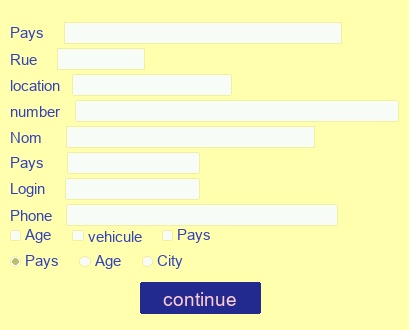 Pays
Rue
location
number
Nom
Pays
Login
Phone
Age vehicule Pays
Pays Age City
continue